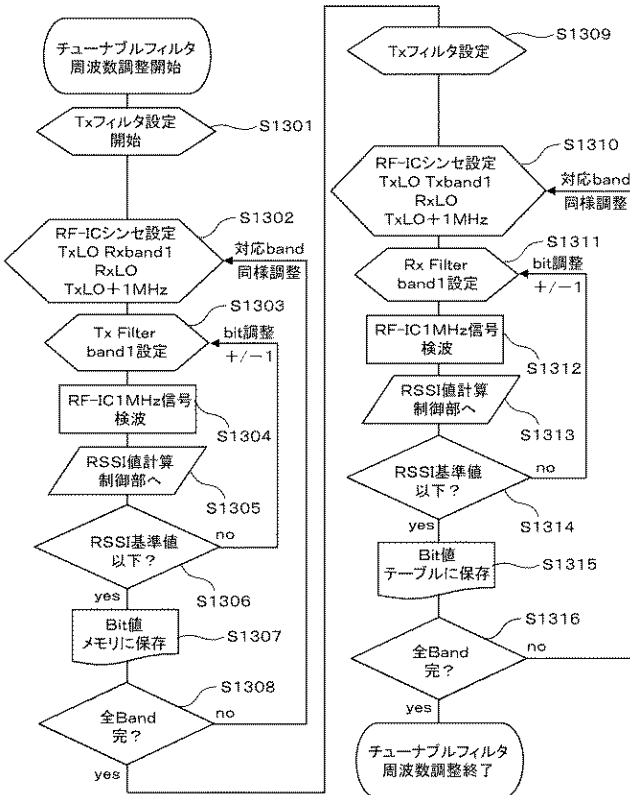 チューナブルフィルタ
周波数調整開始
Txフィルタ設定
開始
S1301
RF-ICシンセ設定
TxLO Rxband1
RxLO
TxLO+1MHz
S1302
対応band
同様調整
S1303
Tx Filter
band1設定
bit調整
+/-1
RF-IC1MHz信号
検波
S1304
RSSI値計算
制御部へ
S1305
RSSI基準値
以下?
no
yes
S1306
Bit値
メモリに保存
S1307
S1308
全Band
完?
no
yes
Txフィルタ設定
S1309
S1310
RF-ICシンセ設定
TxLO Txband1
RxLO
TxLO+1MHz
対応band
同様調整
S1311
Rx Filter
band1設定
bit調整
+/-1
RF-IC1MHz信号
検波
S1312
RSSI値計算
制御部へ
S1313
RSSI基準値
以下?
no
yes
S1314
Bit値
テーブルに保存
S1315
S1316
全Band
完?
no
yes
チューナブルフィルタ
周波数調整終了